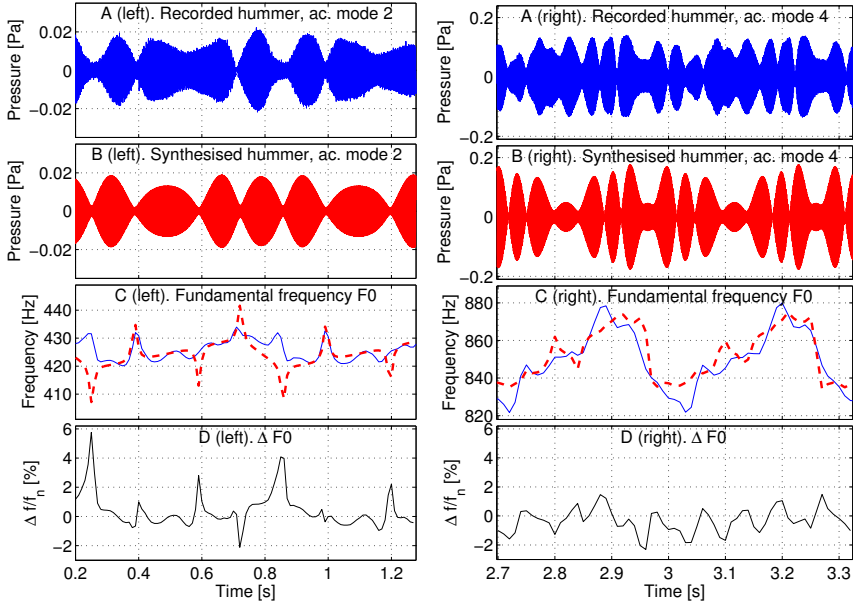 A (left). Recorded hummer, ac. mode 2
Pressure [Pa]
0.02
0
−0.02
B (left). Synthesised hummer, ac. mode 2
Pressure [Pa]
0.02
0
−0.02
C (left). Fundamental frequency F0
Frequency [Hz]
440
430
420
410
D (left). Δ F0
Δ f/fn [%]
6
4
2
0
−2
0.2 0.4 0.6 0.8 1 1.2
Time [s]
A (right). Recorded hummer, ac. mode 4
Pressure [Pa]
0.2
0
−0.2
B (right). Synthesised hummer, ac. mode 4
Pressure [Pa]
0.2
0
−0.2
C (right). Fundamental frequency F0
Frequency [Hz]
880
860
840
820
D (right). Δ F0
Δ f/fn [%]
6
4
2
0
−2
2.7 2.8 2.9 3 3.1 3.2 3.3
Time [s]